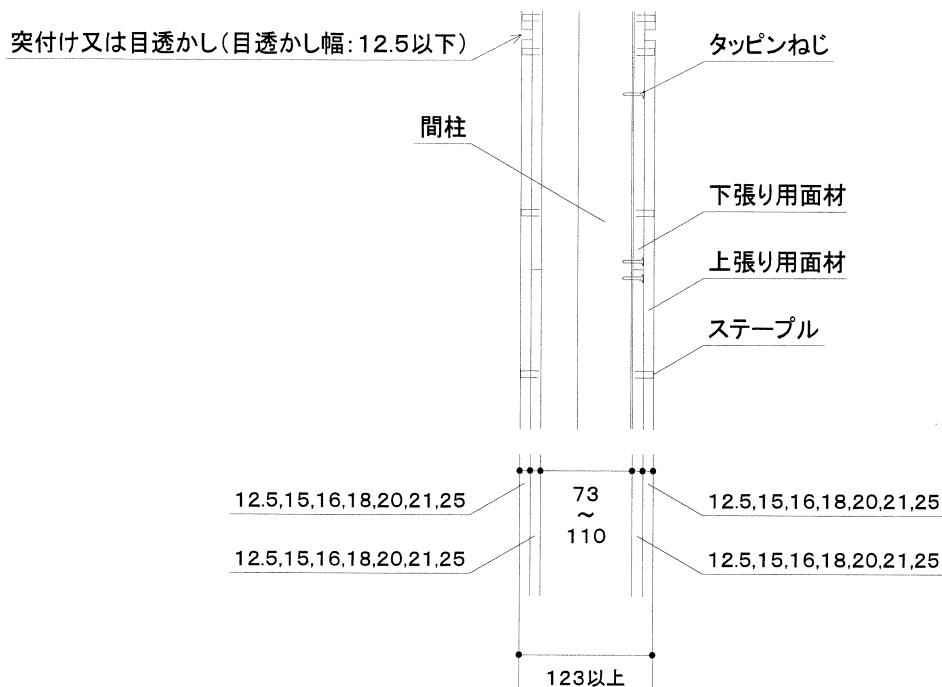 突付け又は目透かし(目透かし幅:12.5以下)
タッピンねじ
間柱
下張り用面材
上張り用面材
ステープル
12.5,15,16,18,20,21,25
73
～
110
12.5,15,16,18,20,21,25
12.5,15,16,18,20,21,25
12.5,15,16,18,20,21,25
123以上